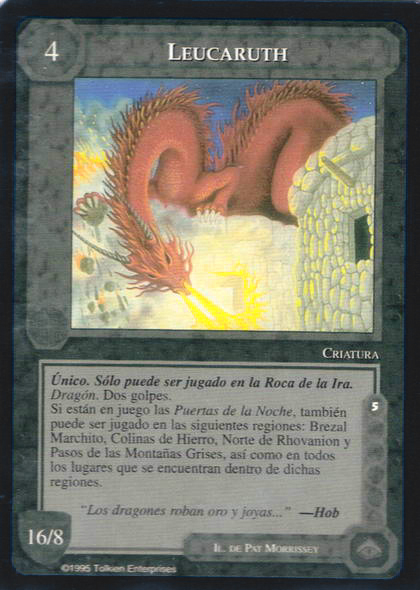 4
LEUCARUTH
CRIATURA
Único. Sólo puede ser jugado en la Roca de la Ira.
Dragón. Dos golpes.
Si están en juego las Puertas de la Noche, también
puede ser jugado en las siguientes regiones: Brezal
Marchito, Colinas de Hierro, Norte de Rhovanion y
Pasos de las Montañas Grises, así como en todos
los lugares que se encuentran dentro de dichas
regiones.
5
"Los dragones roban oro y joyas..." —Hob
16/8
IL. DE PAT MORRISSEY
©1995 Tolkien Enterprises